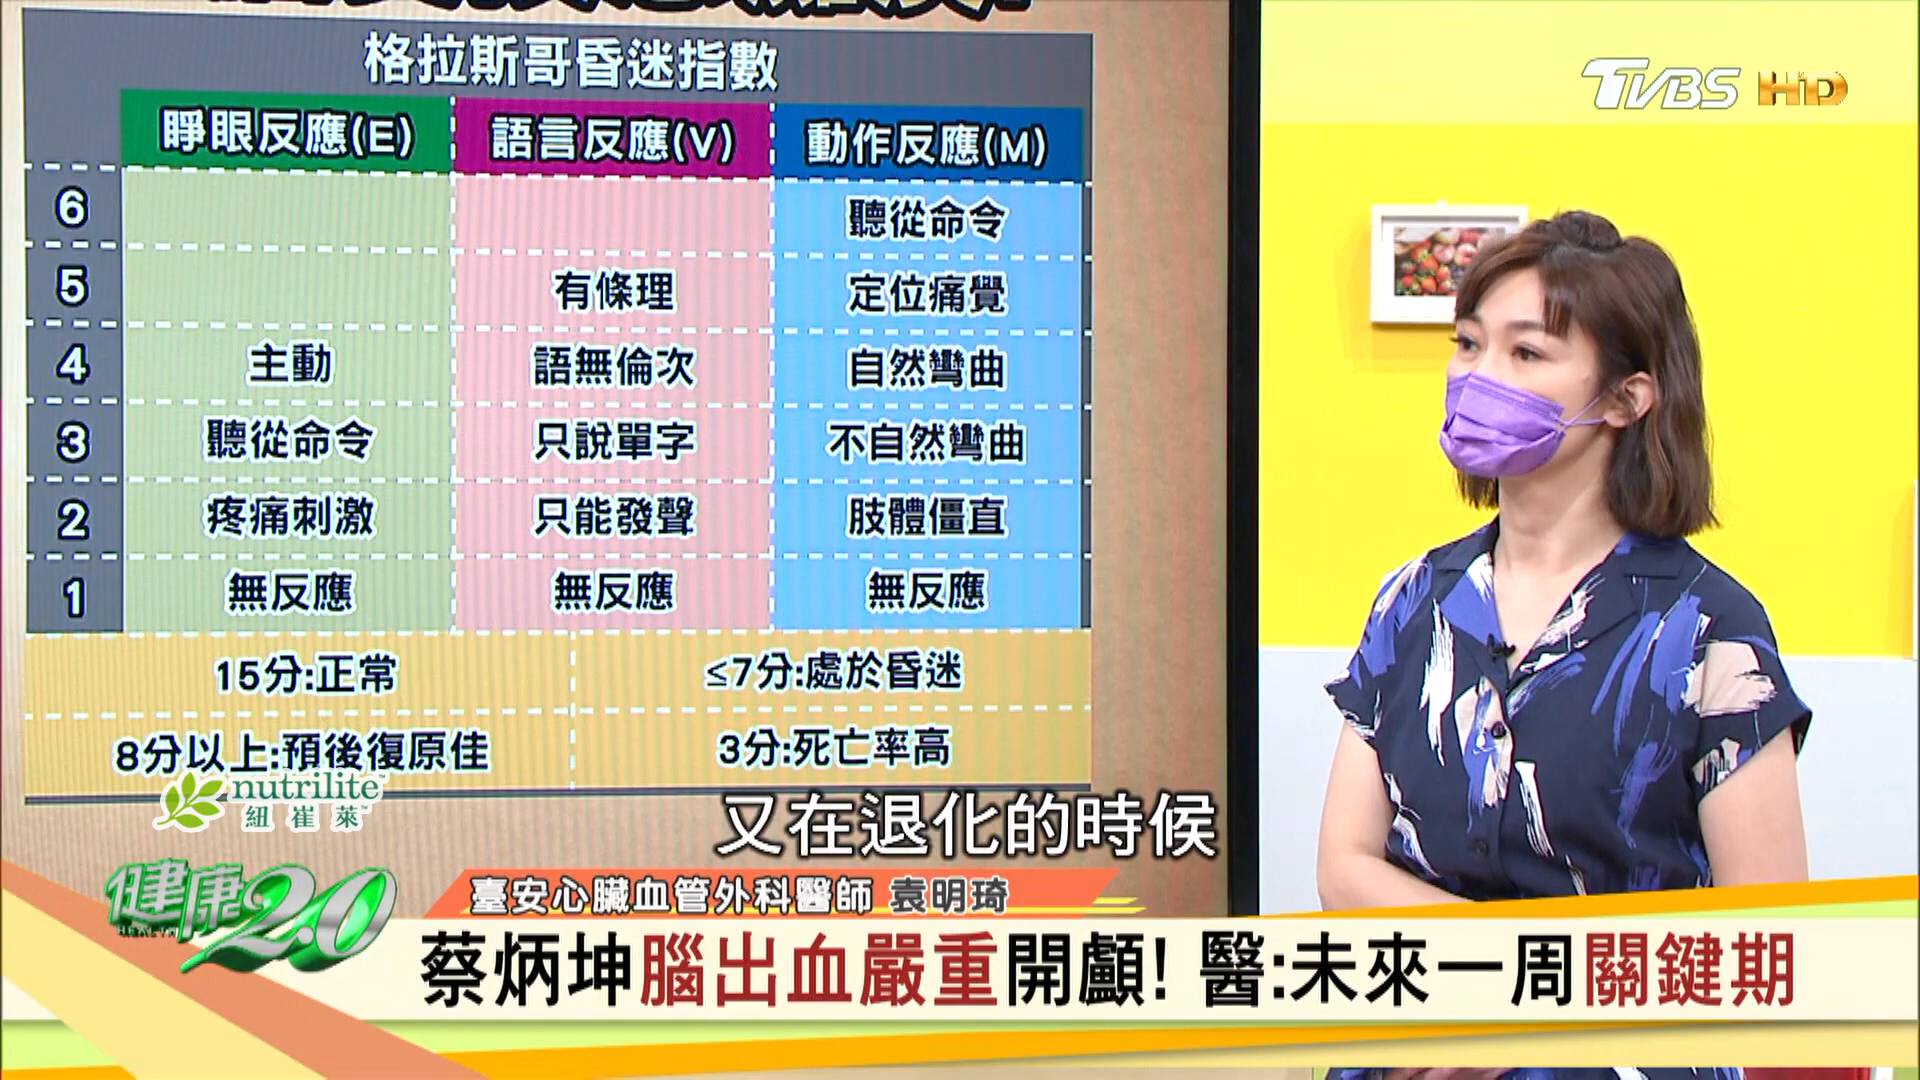 格拉斯哥昏迷指數
睜眼反應(E) 語言反應(V) 動作反應(M)
6 聽從命令
5 有條理 定位痛覺
4 主動 語無倫次 自然彎曲
3 聽從命令 只說單字 不自然彎曲
2 疼痛刺激 只能發聲 肢體僵直
1 無反應 無反應 無反應
15分:正常 ≤7分:處於昏迷
8分以上:預後復原佳 3分:死亡率高
TVBS HD
nutrilite
紐崔萊
又在退化的時候
健康2.0
HEALTH
臺安心臟血管外科醫師 袁明琦
蔡炳坤腦出血嚴重開顱! 醫:未來一周關鍵期